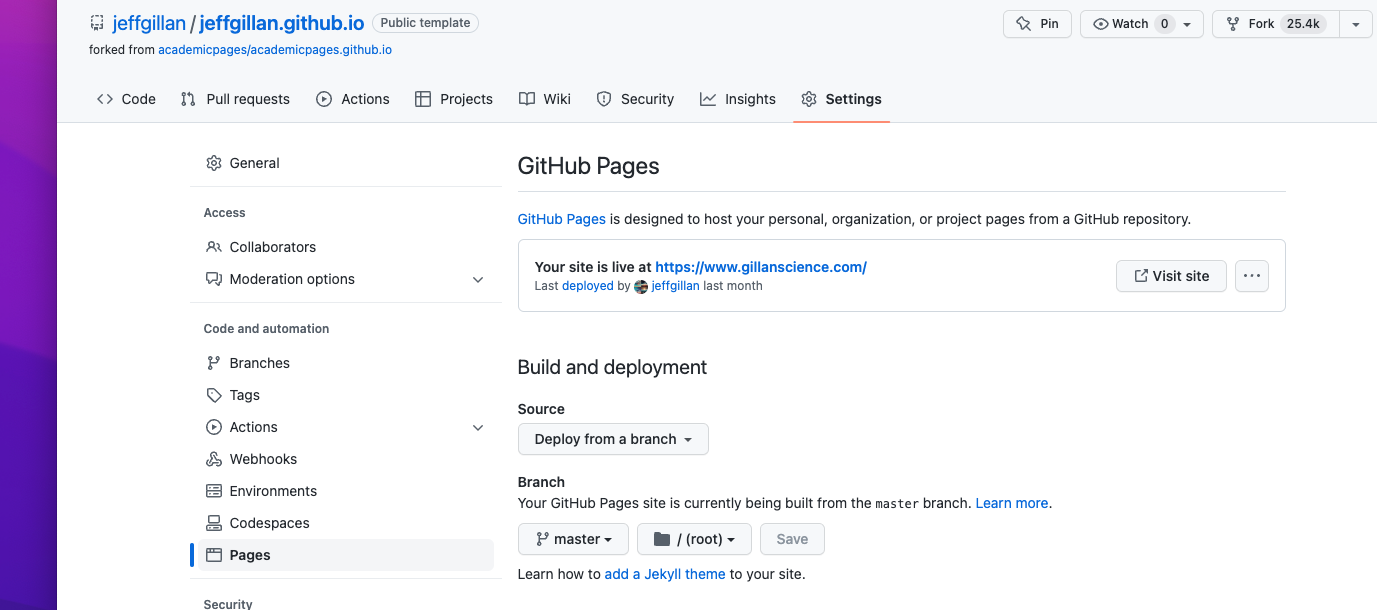 jeffgillan / jeffgillan.github.io Public template
Pin
Watch 0
Fork 25.4k
forked from academicpages/academicpages.github.io
Code
Pull requests
Actions
Projects
Wiki
Security
Insights
Settings
General
Access
Collaborators
Moderation options
Code and automation
Branches
Tags
Actions
Webhooks
Environments
Codespaces
Pages
Security
GitHub Pages
GitHub Pages is designed to host your personal, organization, or project pages from a GitHub repository.
Your site is live at https://www.gillanscience.com/
Last deployed by jeffgillan last month
Visit site
Build and deployment
Source
Deploy from a branch
Branch
Your GitHub Pages site is currently being built from the master branch. Learn more.
master
/ (root)
Save
Learn how to add a Jekyll theme to your site.